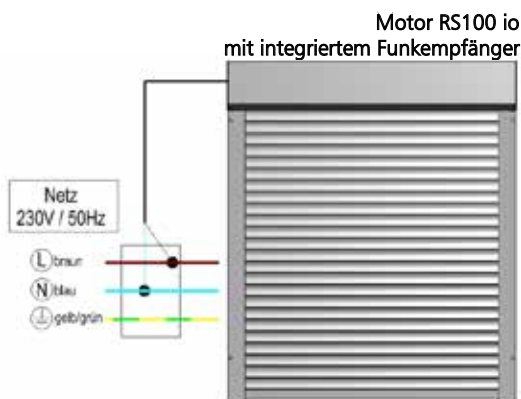 Motor RS100 io
mit integriertem Funkempfänger
Netz
230V / 50Hz
L braun
N blau
gelb/grün